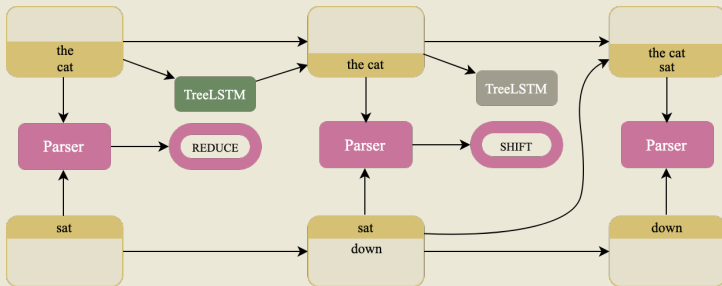 the
cat
the cat
the cat
sat
TreeLSTM
TreeLSTM
Parser
REDUCE
Parser
SHIFT
Parser
sat
sat
down
down